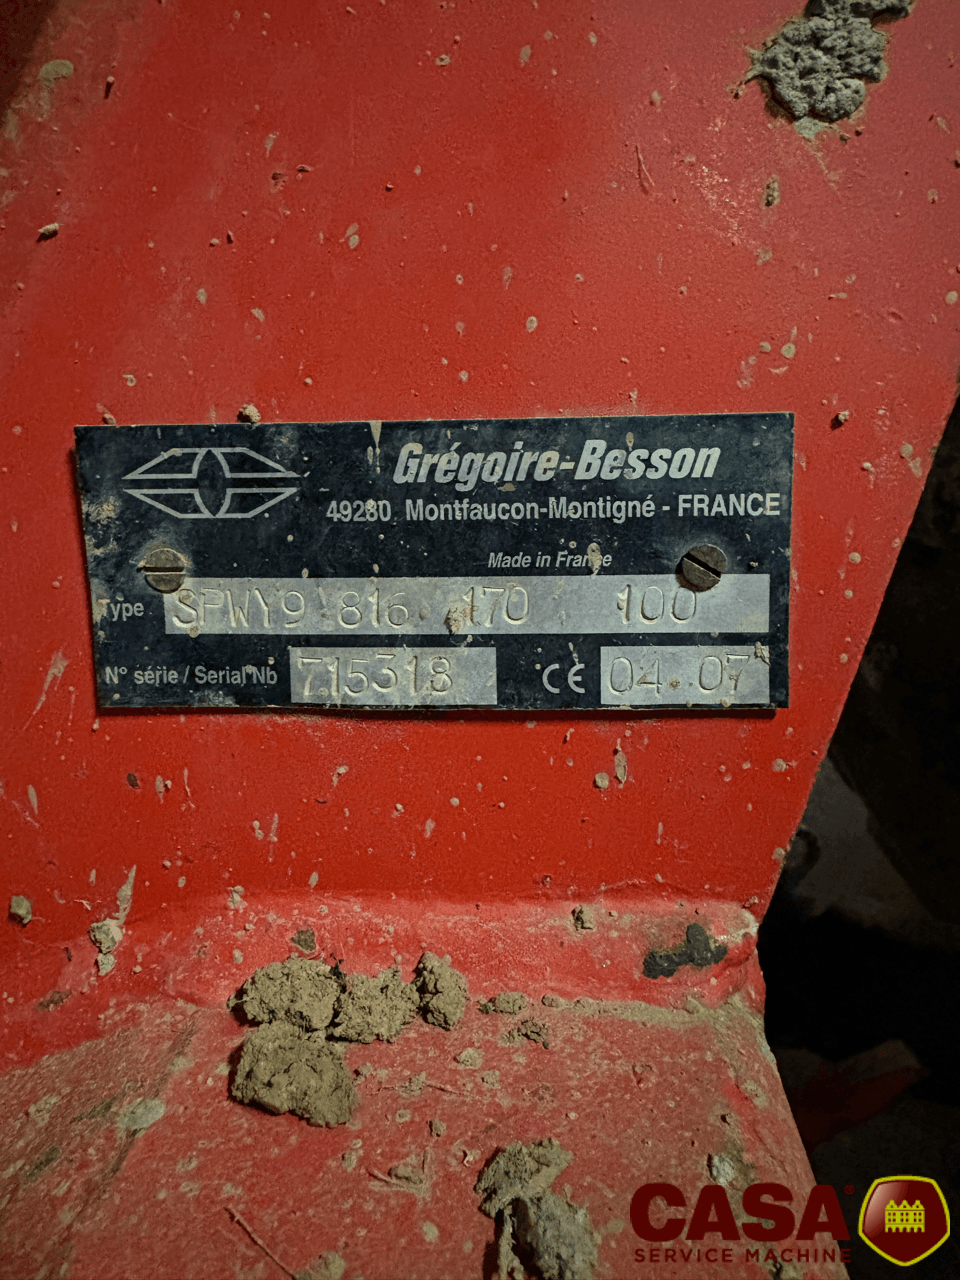 Grégoire-Besson
49280 Montfaucon-Montigné - FRANCE
Made in France
Type SPWY9 816 170 100
N° série / Serial Nb 715318 CE 04.07
CASA®
SERVICE MACHINE